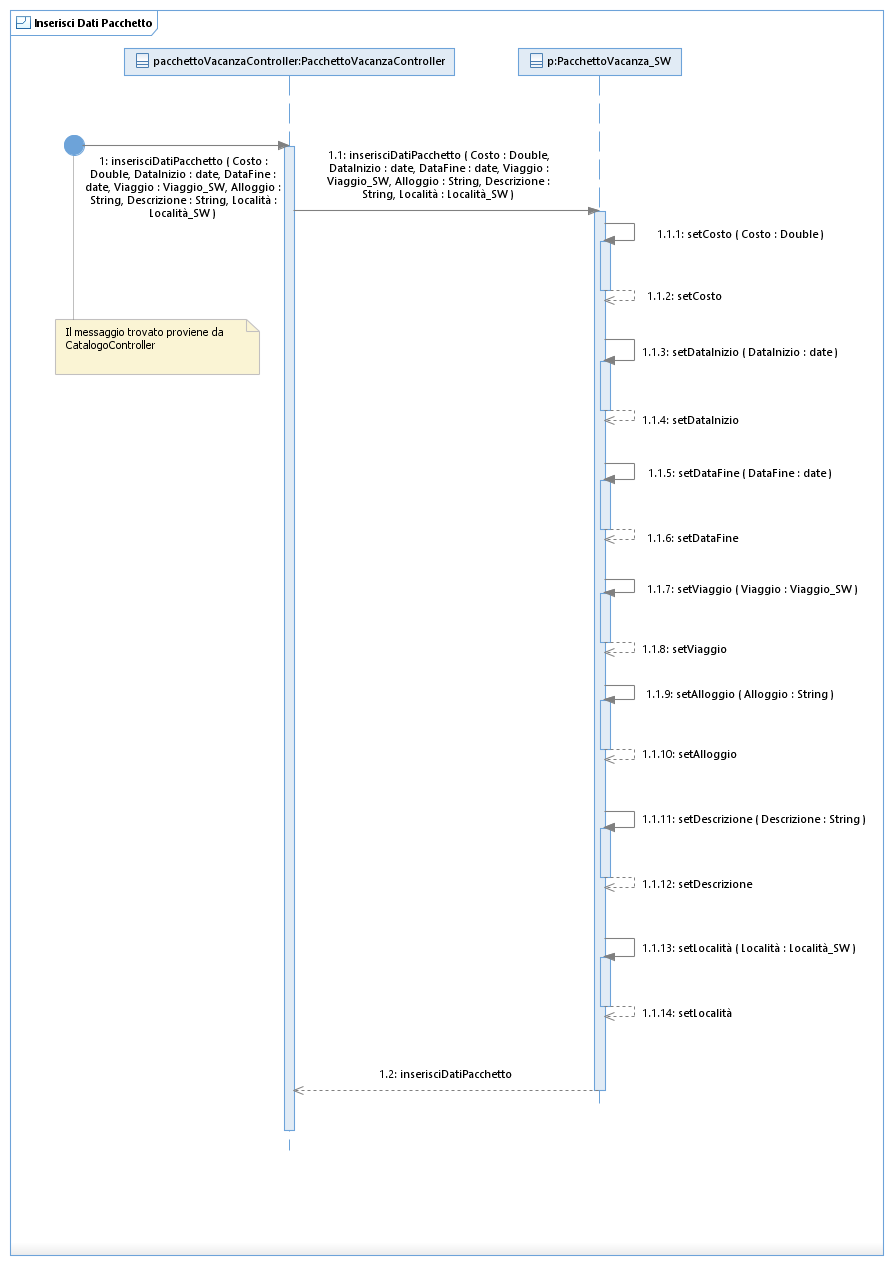 Inserisci Dati Pacchetto
pacchettoVacanzaController:PacchettoVacanzaController
p:PacchettoVacanza_SW
1: inserisciDatiPacchetto ( Costo :
Double, DataInizio : date, DataFine :
date, Viaggio : Viaggio_SW, Alloggio :
String, Descrizione : String, Località :
Località_SW )
1.1: inserisciDatiPacchetto ( Costo : Double,
DataInizio : date, DataFine : date, Viaggio :
Viaggio_SW, Alloggio : String, Descrizione :
String, Località : Località_SW )
1.1.1: setCosto ( Costo : Double )
1.1.2: setCosto
Il messaggio trovato proviene da
CatalogoController
1.1.3: setDataInizio ( DataInizio : date )
1.1.4: setDataInizio
1.1.5: setDataFine ( DataFine : date )
1.1.6: setDataFine
1.1.7: setViaggio ( Viaggio : Viaggio_SW )
1.1.8: setViaggio
1.1.9: setAlloggio ( Alloggio : String )
1.1.10: setAlloggio
1.1.11: setDescrizione ( Descrizione : String )
1.1.12: setDescrizione
1.1.13: setLocalità ( Località : Località_SW )
1.1.14: setLocalità
1.2: inserisciDatiPacchetto